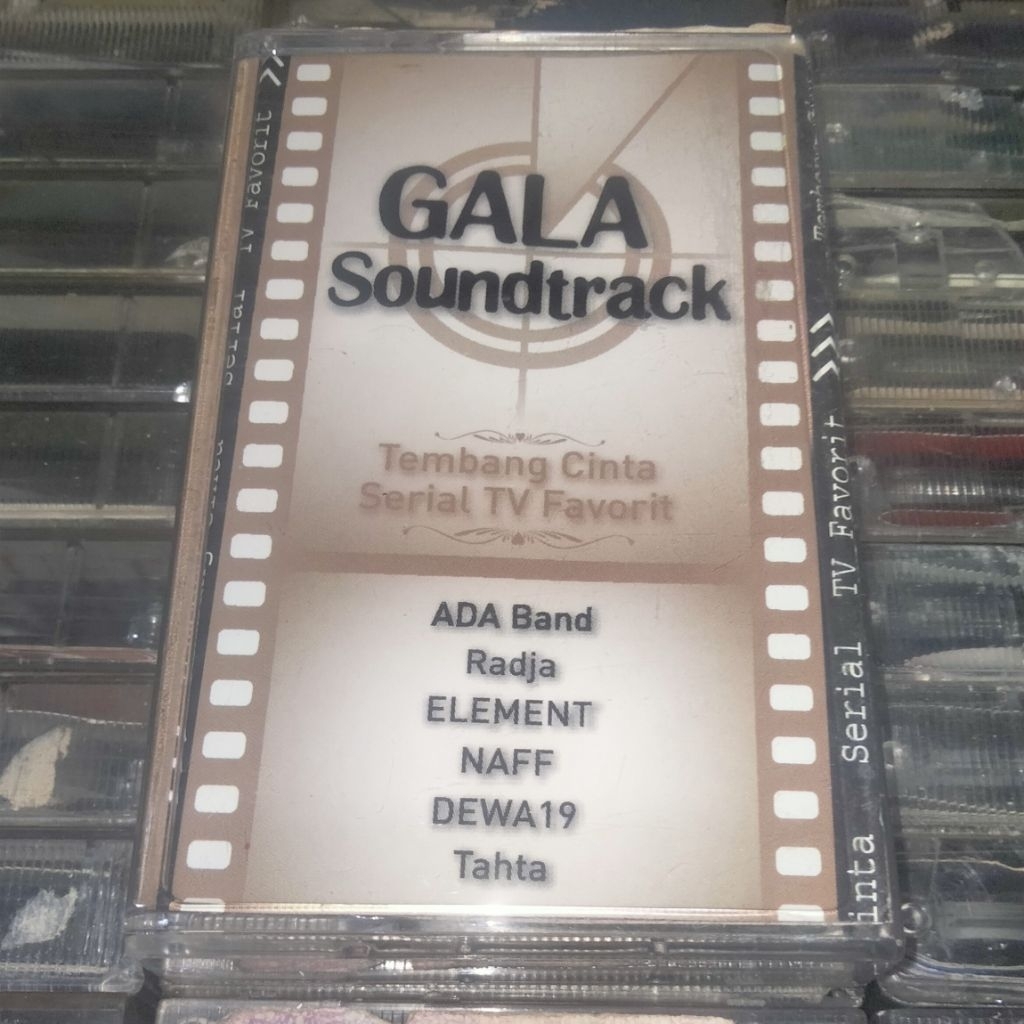 GALA
Soundtrack
Tembang Cinta
Serial TV Favorit
ADA Band
Radja
ELEMENT
NAFF
DEWA19
Tahta
Serial TV Favorit >>
inta Serial TV Favorit >>>